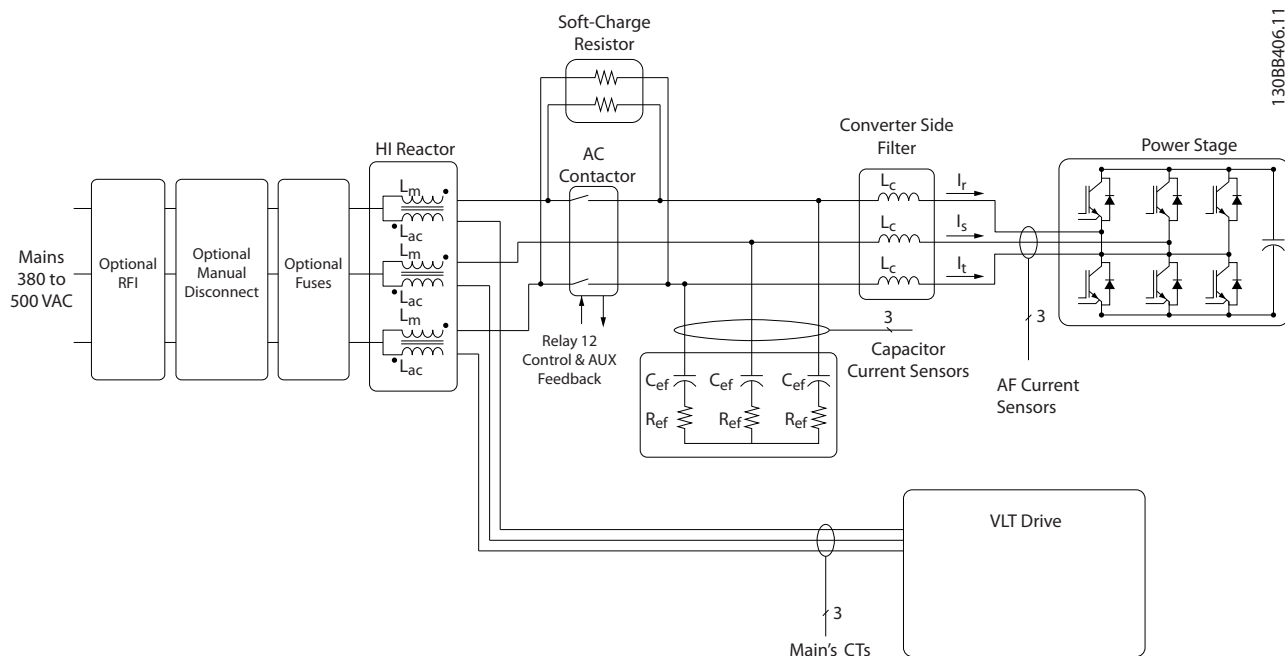 130BB406.11
Soft-Charge
Resistor
HI Reactor
AC
Contactor
Converter Side
Filter
Power Stage
Mains
380 to
500 VAC
Optional
RFI
Optional
Manual
Disconnect
Optional
Fuses
Lm
Lac
Lm
Lac
Lm
Lac
Lc
Lc
Lc
Ir
Is
It
Relay 12
Control & AUX
Feedback
3
Capacitor
Current Sensors
Cef
Cef
Cef
Ref
Ref
Ref
3
AF Current
Sensors
VLT Drive
3
Main's CTs